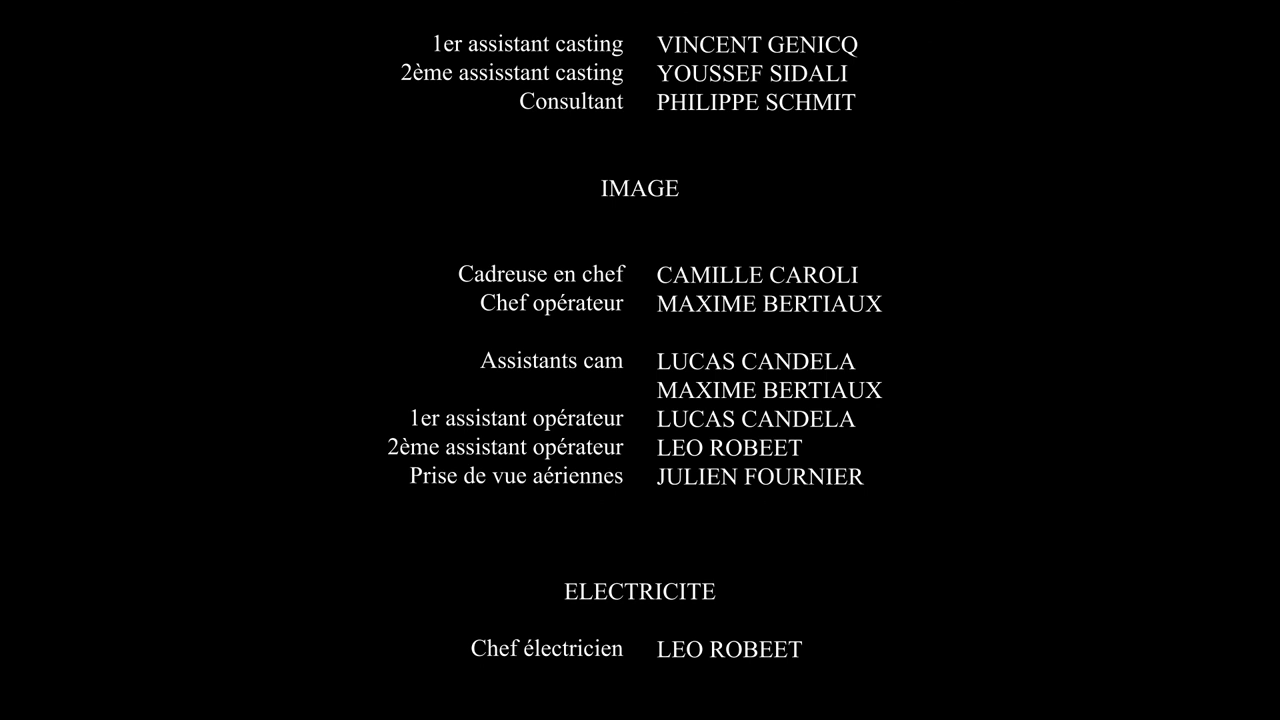 1er assistant casting VINCENT GENICQ
2ème assisstant casting YOUSSEF SIDALI
Consultant PHILIPPE SCHMIT
IMAGE
Cadreuse en chef CAMILLE CAROLI
Chef opérateur MAXIME BERTIAUX
Assistants cam LUCAS CANDELA
MAXIME BERTIAUX
1er assistant opérateur LUCAS CANDELA
2ème assistant opérateur LEO ROBEET
Prise de vue aériennes JULIEN FOURNIER
ELECTRICITE
Chef électricien LEO ROBEET